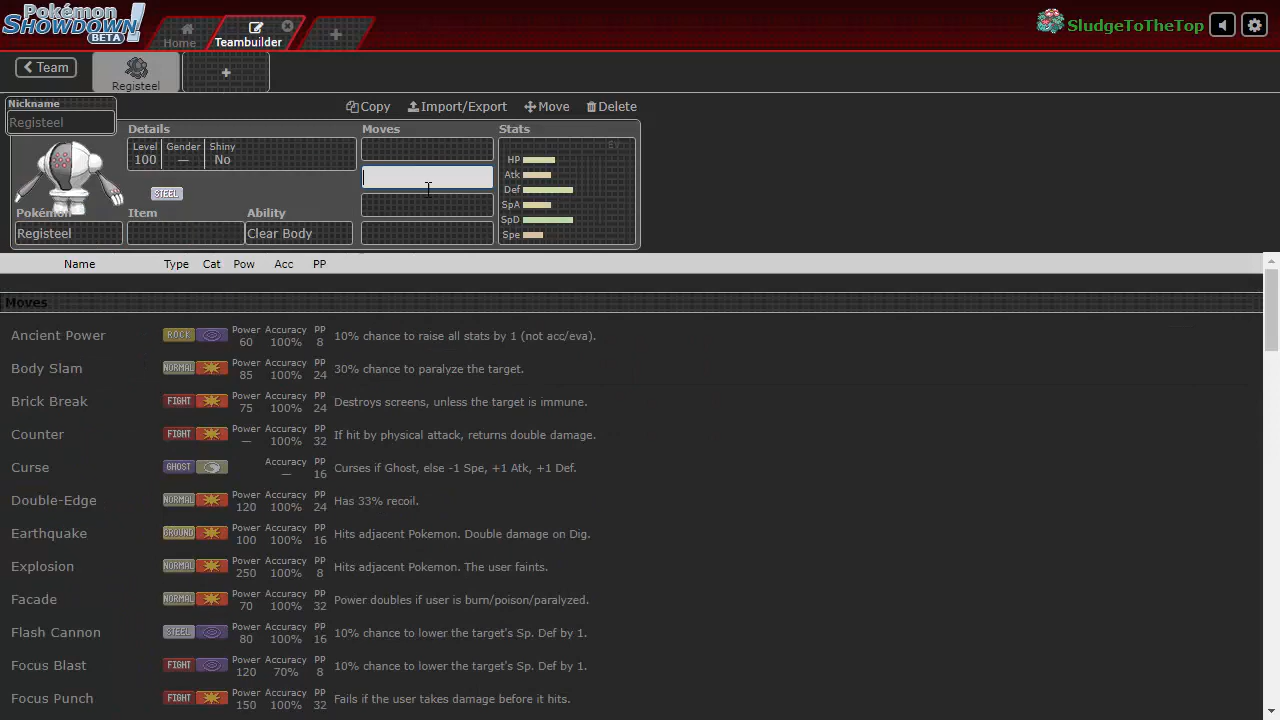 Pokémon
SHOWDOWN!
BETA
Home
Teambuilder
+
SludgeToTheTop
Team
Registeel
+
Nickname
Registeel
Copy
Import/Export
Move
Delete
Details
Moves
Stats
Level
100
Gender
—
Shiny
No
EV
HP
Atk
Def
SpA
SpD
Spe
STEEL
Pokémon
Registeel
Item
Ability
Clear Body
Name Type Cat Pow Acc PP
Moves
Ancient Power ROCK Power 60 Accuracy 100% PP 8 10% chance to raise all stats by 1 (not acc/eva).
Body Slam NORMAL Power 85 Accuracy 100% PP 24 30% chance to paralyze the target.
Brick Break FIGHT Power 75 Accuracy 100% PP 24 Destroys screens, unless the target is immune.
Counter FIGHT Power — Accuracy 100% PP 32 If hit by physical attack, returns double damage.
Curse GHOST Accuracy — PP 16 Curses if Ghost, else -1 Spe, +1 Atk, +1 Def.
Double-Edge NORMAL Power 120 Accuracy 100% PP 24 Has 33% recoil.
Earthquake GROUND Power 100 Accuracy 100% PP 16 Hits adjacent Pokemon. Double damage on Dig.
Explosion NORMAL Power 250 Accuracy 100% PP 8 Hits adjacent Pokemon. The user faints.
Facade NORMAL Power 70 Accuracy 100% PP 32 Power doubles if user is burn/poison/paralyzed.
Flash Cannon STEEL Power 80 Accuracy 100% PP 16 10% chance to lower the target's Sp. Def by 1.
Focus Blast FIGHT Power 120 Accuracy 70% PP 8 10% chance to lower the target's Sp. Def by 1.
Focus Punch FIGHT Power 150 Accuracy 100% PP 32 Fails if the user takes damage before it hits.